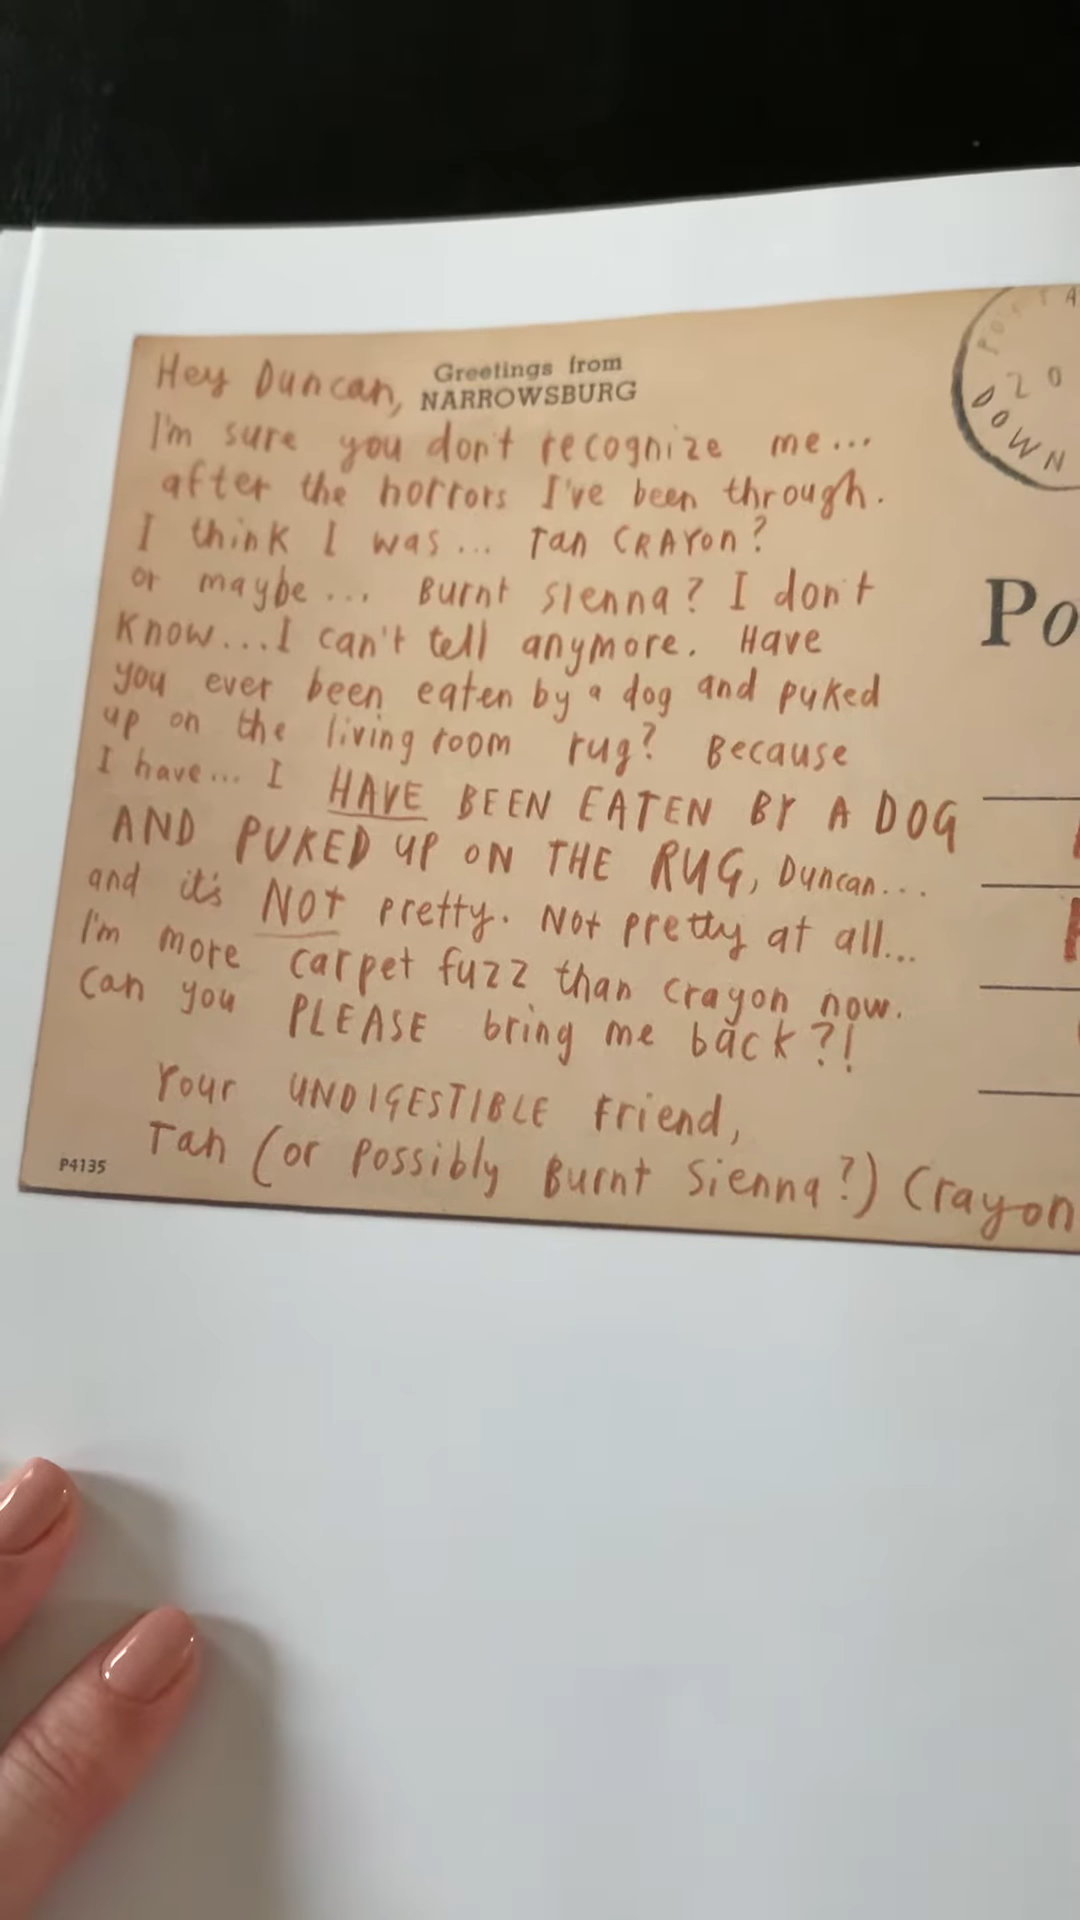 Hey Duncan,
Greetings from
NARROWSBURG
I'm sure you don't recognize me...
after the horrors I've been through.
I think I was... Tan CRAYon?
or maybe... Burnt Sienna? I don't
Know...I can't tell anymore. Have
you ever been eaten by a dog and puked
up on the living room rug? Because
I have... I HAVE BEEN EATEN BY A DOG
AND PUKED UP ON THE RUG, Duncan...
and it's NOT pretty. Not pretty at all...
I'm more carpet fuzz than crayon now.
Can you PLEASE bring me back?!
Your UNDIGESTIBLE Friend,
Tan (or possibly Burnt Sienna?) Crayon
P4135
20
DOWN
Po